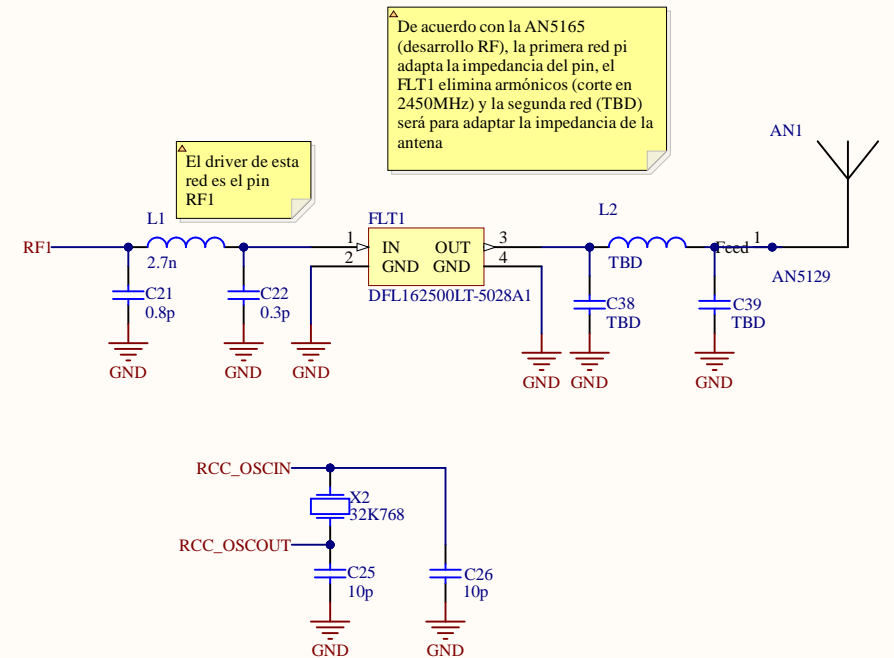 De acuerdo con la AN5165
(desarrollo RF), la primera red pi
adapta la impedancia del pin, el
FLT1 elimina armónicos (corte en
2450MHz) y la segunda red (TBD)
será para adaptar la impedancia de la
antena
El driver de esta
red es el pin
RF1
AN1
L1
FLT1
L2
RF1
1
IN
OUT
3
Feed
1
2.7n
2
GND
GND
4
TBD
AN5129
DFL162500LT-5028A1
C21
0.8p
C22
0.3p
C38
TBD
C39
TBD
GND
GND
GND
GND
GND
GND
RCC_OSCIN
X2
32K768
RCC_OSCOUT
C25
10p
C26
10p
GND
GND